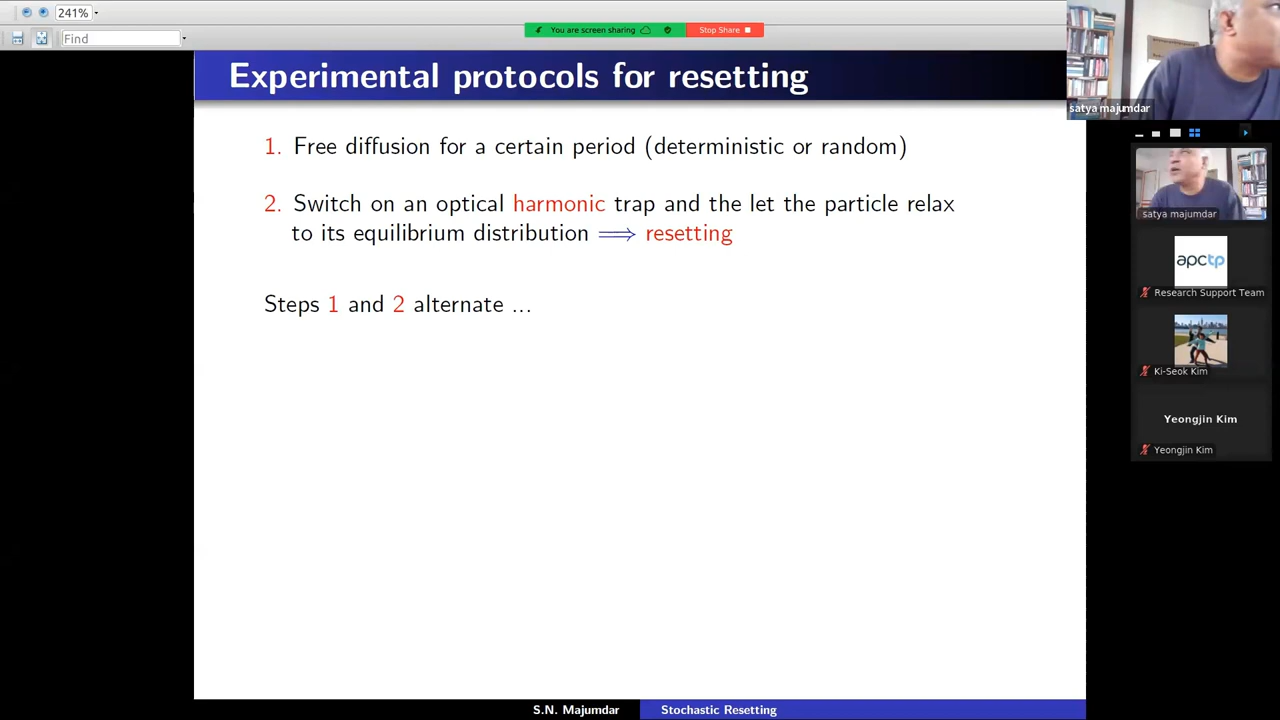 241%
Find
You are screen sharing
Stop Share
satya majumdar
Experimental protocols for resetting
1. Free diffusion for a certain period (deterministic or random)
2. Switch on an optical harmonic trap and the let the particle relax
to its equilibrium distribution ⟹ resetting
Steps 1 and 2 alternate ...
satya majumdar
apctp
Research Support Team
Ki-Seok Kim
Yeongjin Kim
Yeongjin Kim
S.N. Majumdar
Stochastic Resetting